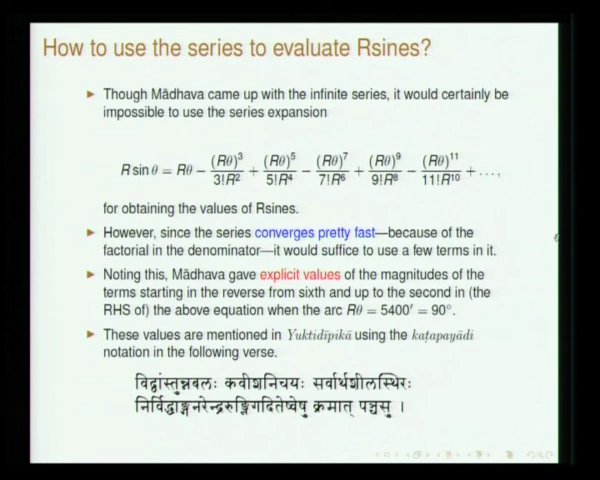 How to use the series to evaluate Rsines?
Though Mādhava came up with the infinite series, it would certainly be
impossible to use the series expansion
R sin θ = Rθ − (Rθ)³/3!R² + (Rθ)⁵/5!R⁴ − (Rθ)⁷/7!R⁶ + (Rθ)⁹/9!R⁸ − (Rθ)¹¹/11!R¹⁰ + ...,
for obtaining the values of Rsines.
However, since the series converges pretty fast—because of the
factorial in the denominator—it would suffice to use a few terms in it.
Noting this, Mādhava gave explicit values of the magnitudes of the
terms starting in the reverse from sixth and up to the second in (the
RHS of) the above equation when the arc Rθ = 5400′ = 90°.
These values are mentioned in Yuktidīpikā using the kaṭapayādi
notation in the following verse.
विद्वांस्तुन्नबलः कवीशनिचयः सर्वार्थशीलस्थिरः
निर्विद्धाङ्गनरेन्द्ररुङ्निगदितेष्वेषु क्रमात् पञ्चसु ।